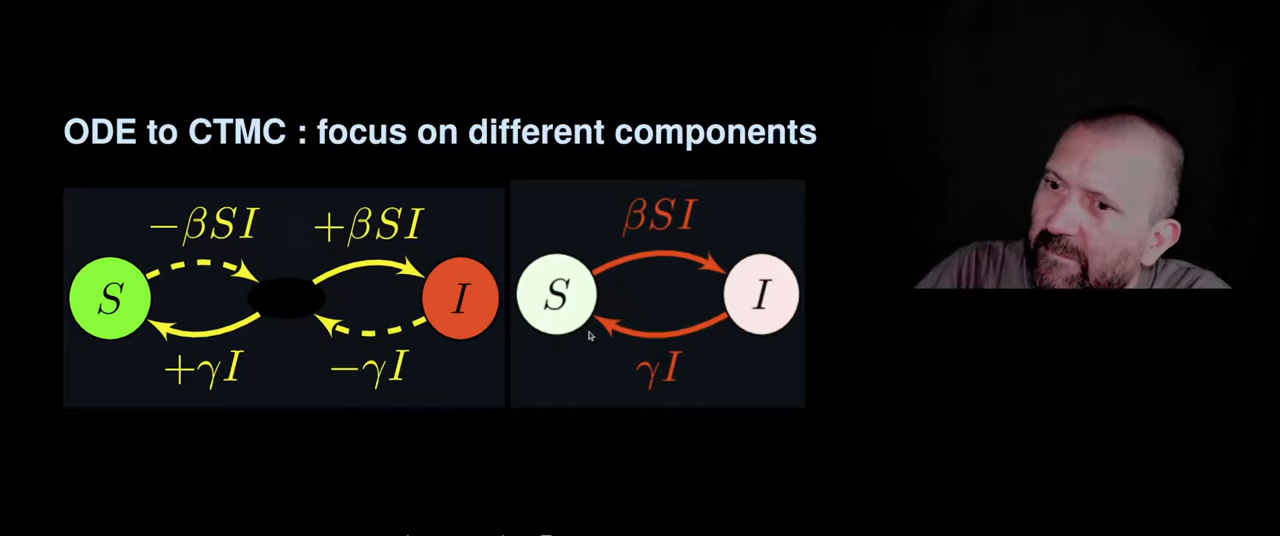 ODE to CTMC : focus on different components
−βSI +βSI
S I
+γI −γI
βSI
S I
γI